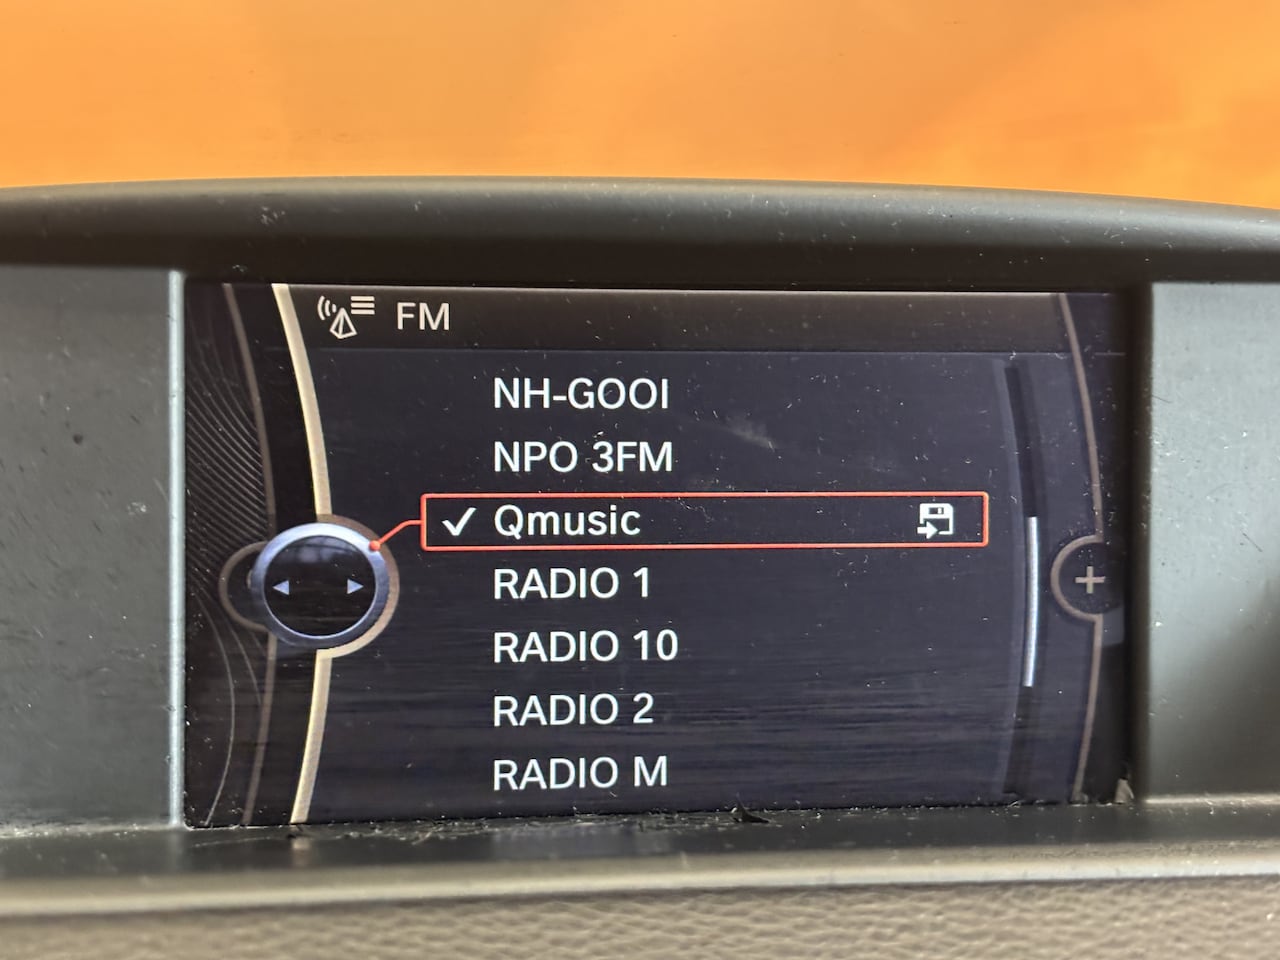 FM
NH-GOOI
NPO 3FM
Qmusic
RADIO 1
RADIO 10
RADIO 2
RADIO M